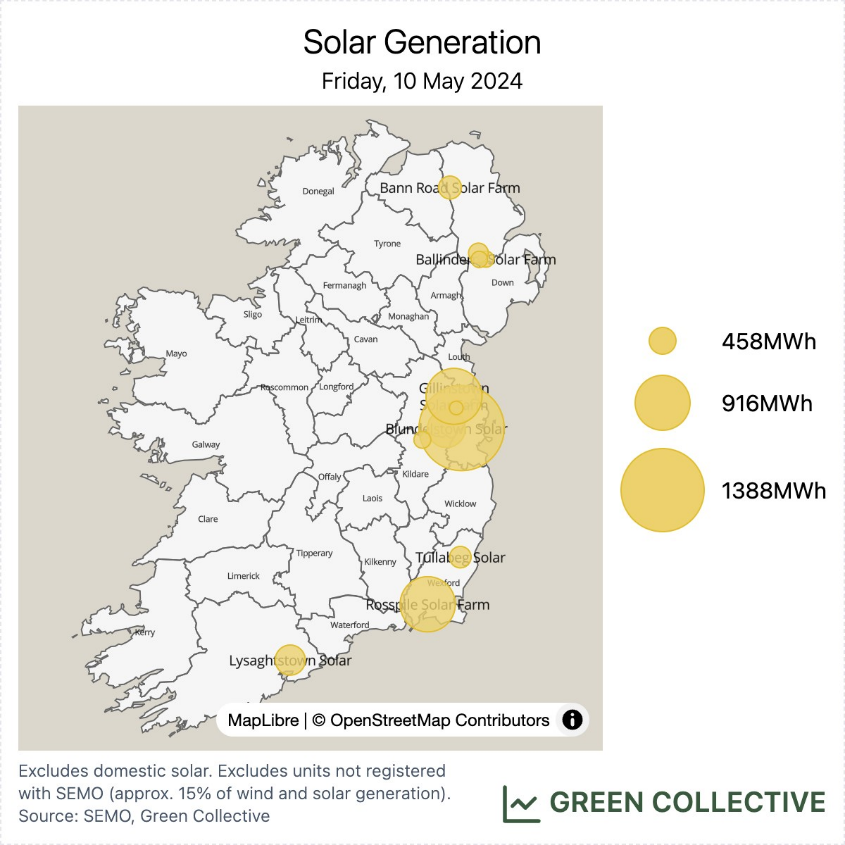 Solar Generation
Friday, 10 May 2024
Donegal
Bann Road Solar Farm
Tyrone
Ballinderry Solar Farm
Fermanagh
Down
Armagh
Sligo
Leitrim
Monaghan
Cavan
Mayo
Louth
Roscommon
Longford
Galway
Kildare
Offaly
Laois
Wicklow
Clare
Tipperary
Tullabeg Solar
Kilkenny
Limerick
Wexford
Rosspile Solar Farm
Waterford
Kerry
Lysaghtstown Solar
MapLibre | © OpenStreetMap Contributors
458MWh
916MWh
1388MWh
Excludes domestic solar. Excludes units not registered
with SEMO (approx. 15% of wind and solar generation).
Source: SEMO, Green Collective
GREEN COLLECTIVE